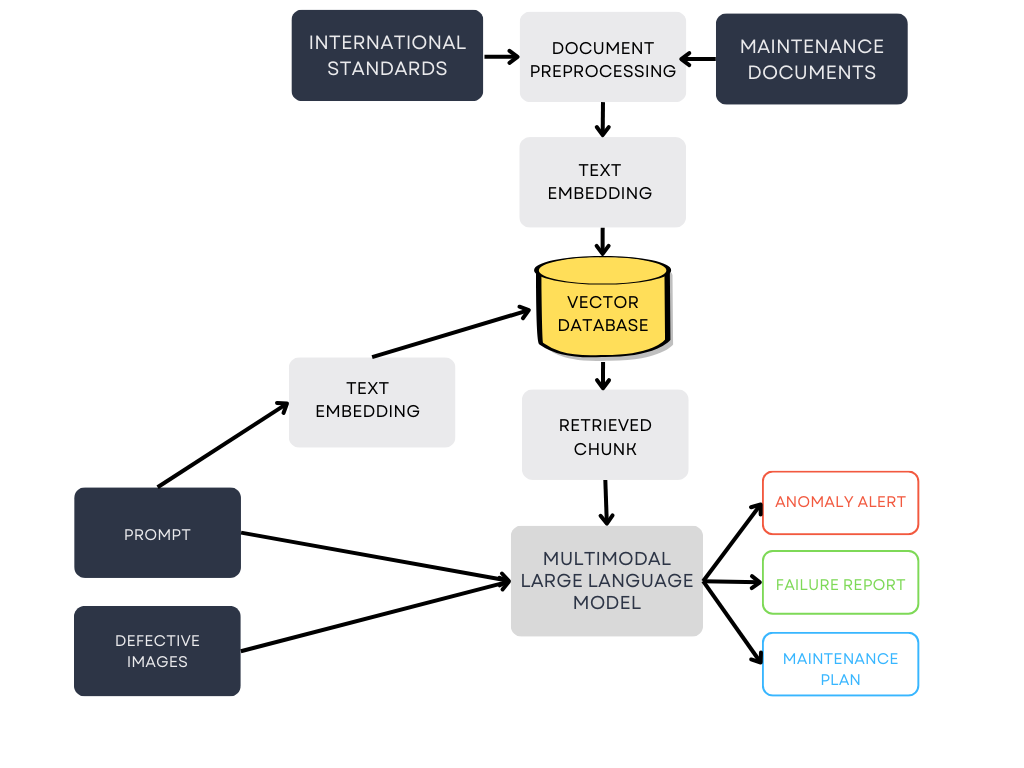 INTERNATIONAL
STANDARDS
DOCUMENT
PREPROCESSING
MAINTENANCE
DOCUMENTS
TEXT
EMBEDDING
VECTOR
DATABASE
TEXT
EMBEDDING
RETRIEVED
CHUNK
PROMPT
DEFECTIVE
IMAGES
MULTIMODAL
LARGE LANGUAGE
MODEL
ANOMALY ALERT
FAILURE REPORT
MAINTENANCE
PLAN